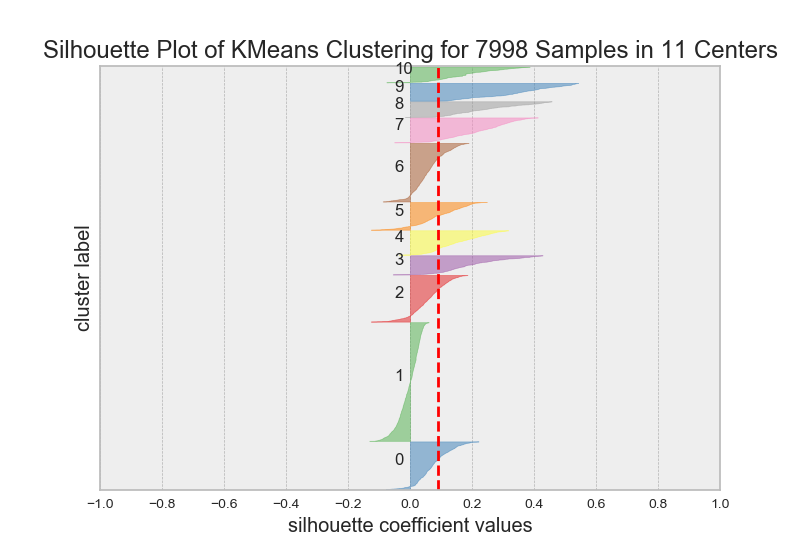 Silhouette Plot of KMeans Clustering for 7998 Samples in 11 Centers
10
9
8
7
6
5
4
3
2
1
0
cluster label
−1.0 −0.8 −0.6 −0.4 −0.2 0.0 0.2 0.4 0.6 0.8 1.0
silhouette coefficient values